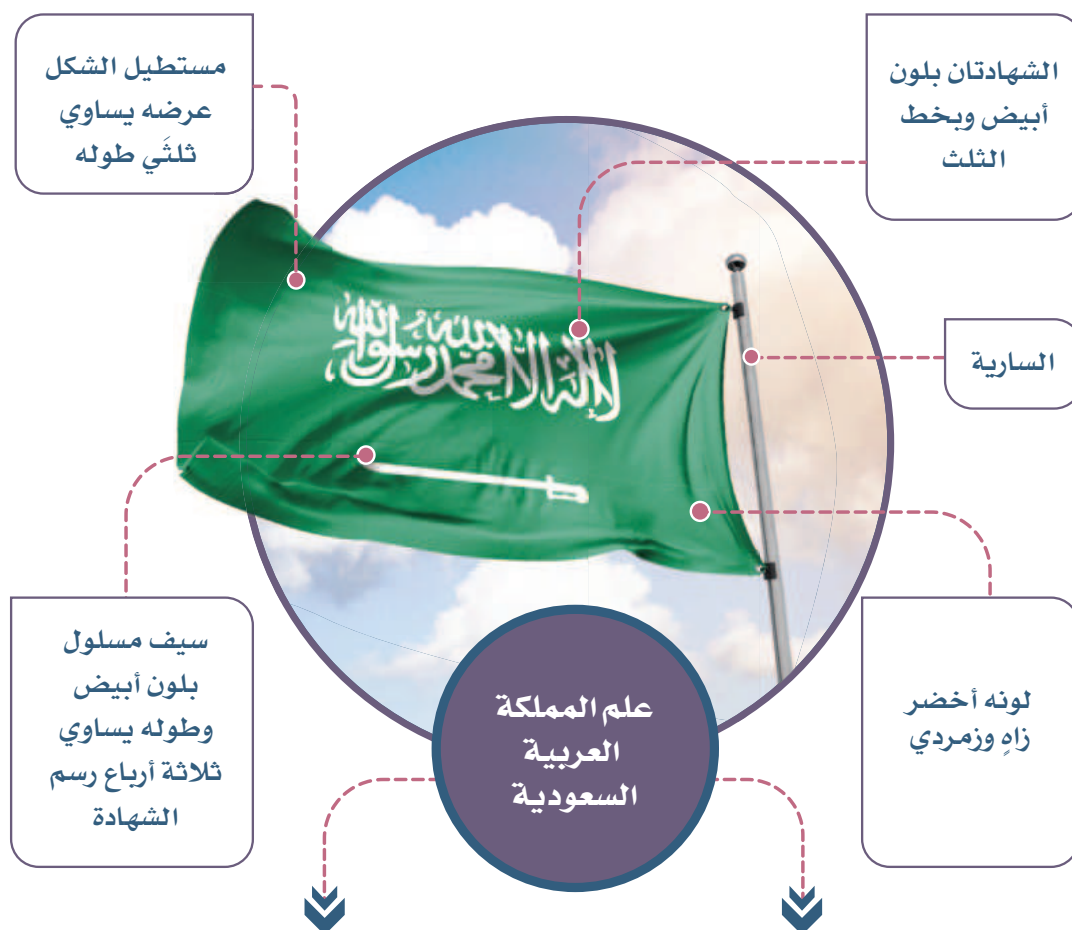 الشهادتان بلون
أبيض وبخط
الثلث
مستطيل الشكل
عرضه يساوي
ثلثَي طوله
لا إله إلا الله محمد رسول الله
السارية
لونه أخضر
زاهٍ وزمردي
سيف مسلول
بلون أبيض
وطوله يساوي
ثلاثة أرباع رسم
الشهادة
علم المملكة
العربية
السعودية